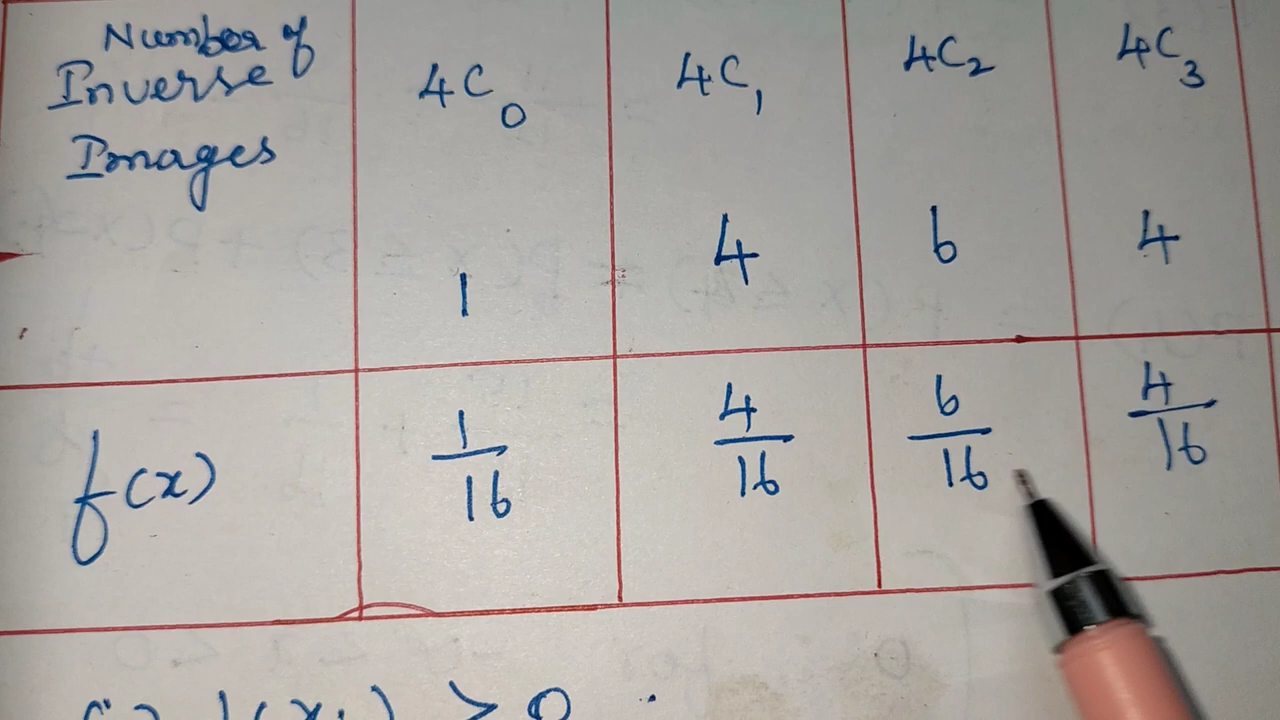 Number of Inverse Images 4C₀ 4C₁ 4C₂ 4C₃
1 4 6 4
f(x) 1/16 4/16 6/16 4/16
> 0